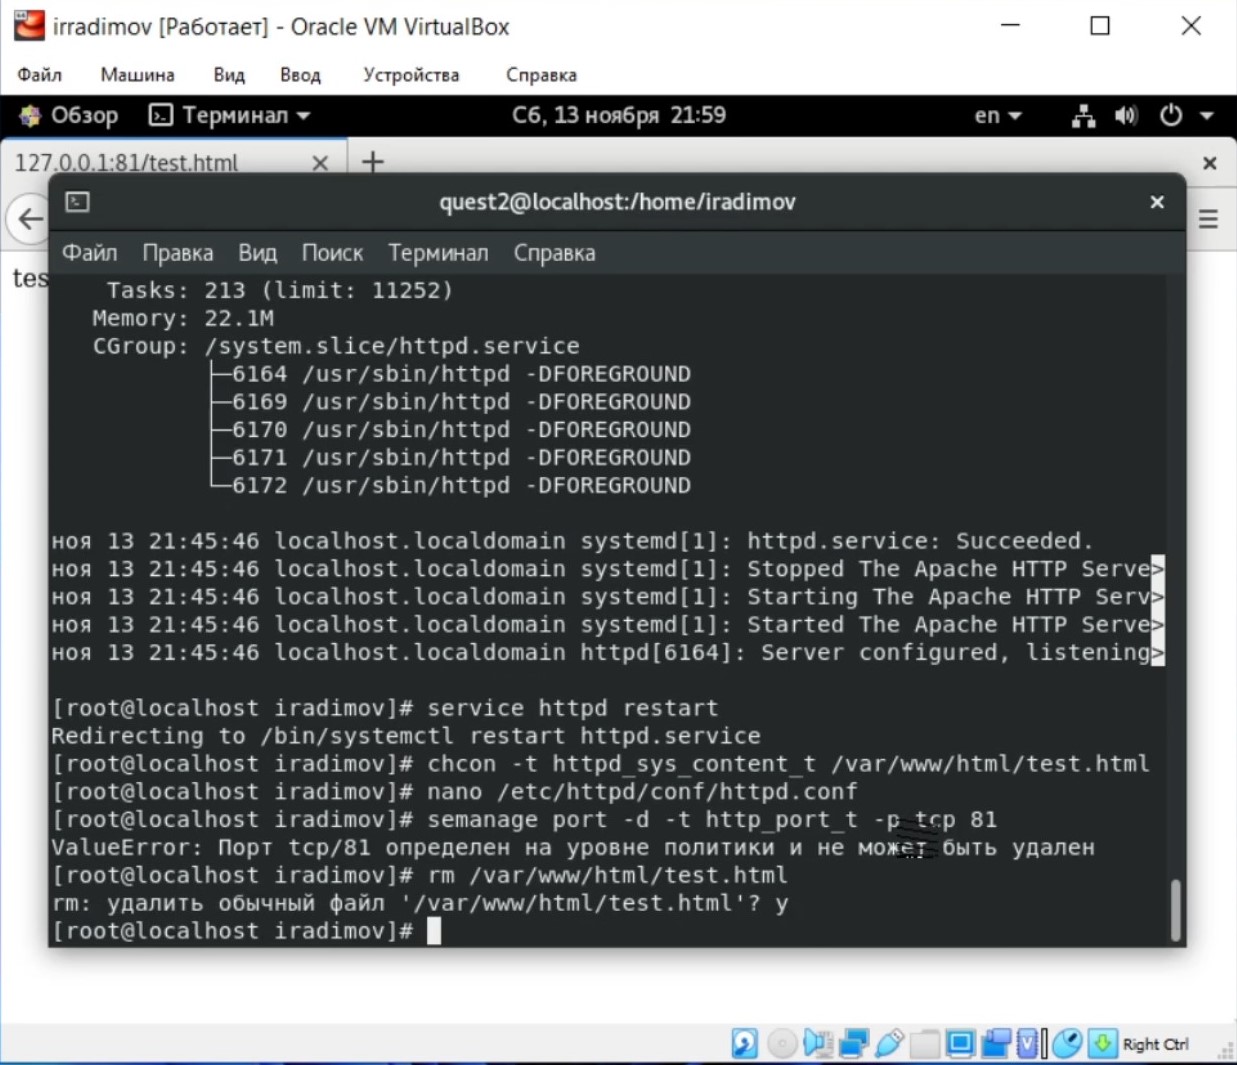 irradimov [Работает] - Oracle VM VirtualBox
Файл Машина Вид Ввод Устройства Справка
Обзор Терминал Сб, 13 ноября 21:59 en
127.0.0.1:81/test.html
quest2@localhost:/home/iradimov
Файл Правка Вид Поиск Терминал Справка
tes
Tasks: 213 (limit: 11252)
Memory: 22.1M
CGroup: /system.slice/httpd.service
├─6164 /usr/sbin/httpd -DFOREGROUND
├─6169 /usr/sbin/httpd -DFOREGROUND
├─6170 /usr/sbin/httpd -DFOREGROUND
├─6171 /usr/sbin/httpd -DFOREGROUND
└─6172 /usr/sbin/httpd -DFOREGROUND
ноя 13 21:45:46 localhost.localdomain systemd[1]: httpd.service: Succeeded.
ноя 13 21:45:46 localhost.localdomain systemd[1]: Stopped The Apache HTTP Serve>
ноя 13 21:45:46 localhost.localdomain systemd[1]: Starting The Apache HTTP Serv>
ноя 13 21:45:46 localhost.localdomain systemd[1]: Started The Apache HTTP Serve>
ноя 13 21:45:46 localhost.localdomain httpd[6164]: Server configured, listening>
[root@localhost iradimov]# service httpd restart
Redirecting to /bin/systemctl restart httpd.service
[root@localhost iradimov]# chcon -t httpd_sys_content_t /var/www/html/test.html
[root@localhost iradimov]# nano /etc/httpd/conf/httpd.conf
[root@localhost iradimov]# semanage port -d -t http_port_t -p tcp 81
ValueError: Порт tcp/81 определен на уровне политики и не может быть удален
[root@localhost iradimov]# rm /var/www/html/test.html
rm: удалить обычный файл '/var/www/html/test.html'? y
[root@localhost iradimov]#
Right Ctrl